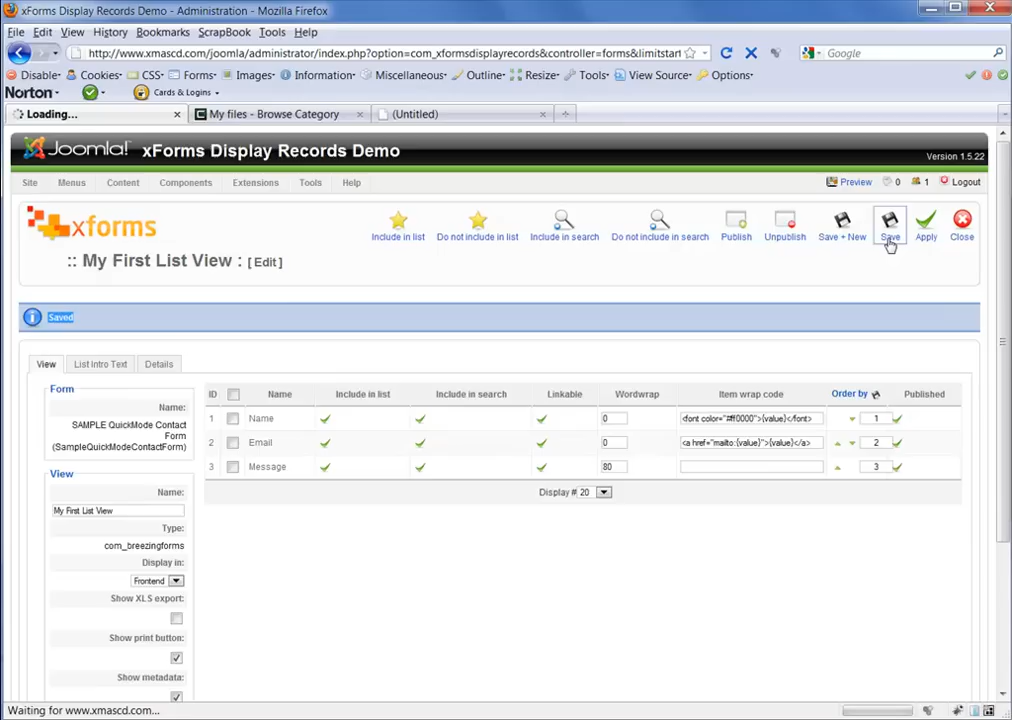 xForms Display Records Demo - Administration - Mozilla Firefox
File Edit View History Bookmarks ScrapBook Tools Help
http://www.xmascd.com/joomla/administrator/index.php?option=com_xformsdisplayrecords&controller=forms&limitstart Google
Disable Cookies CSS Forms Images Information Miscellaneous Outline Resize Tools View Source Options
Norton Cards & Logins
Loading... My files - Browse Category (Untitled)
Joomla! xForms Display Records Demo Version 1.5.22
Site Menus Content Components Extensions Tools Help Preview 0 1 Logout
xforms
Include in list Do not include in list Include in search Do not include in search Publish Unpublish Save + New Save Apply Close
:: My First List View : [ Edit ]
Saved
View List Intro Text Details
Form
Name:
SAMPLE QuickMode Contact
Form
(SampleQuickModeContactForm)
View
Name:
My First List View
Type:
com_breezingforms
Display in:
Frontend
Show XLS export:
Show print button:
Show metadata:
ID Name Include in list Include in search Linkable Wordwrap Item wrap code Order by Published
1 Name 0 <font color="#ff0000">{value}</font> 1
2 Email 0 <a href="mailto:{value}">{value}</a> 2
3 Message 80 3
Display # 20
Waiting for www.xmascd.com...